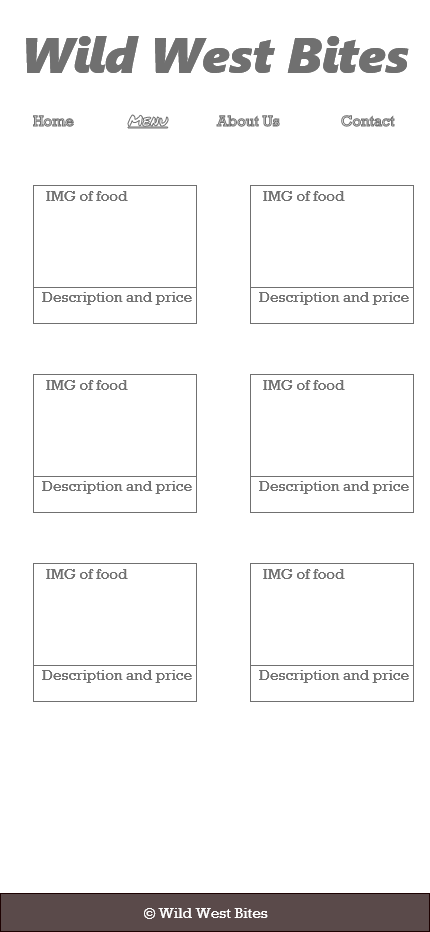 Wild West Bites
Home Menu About Us Contact
IMG of food IMG of food
Description and price Description and price
IMG of food IMG of food
Description and price Description and price
IMG of food IMG of food
Description and price Description and price
© Wild West Bites